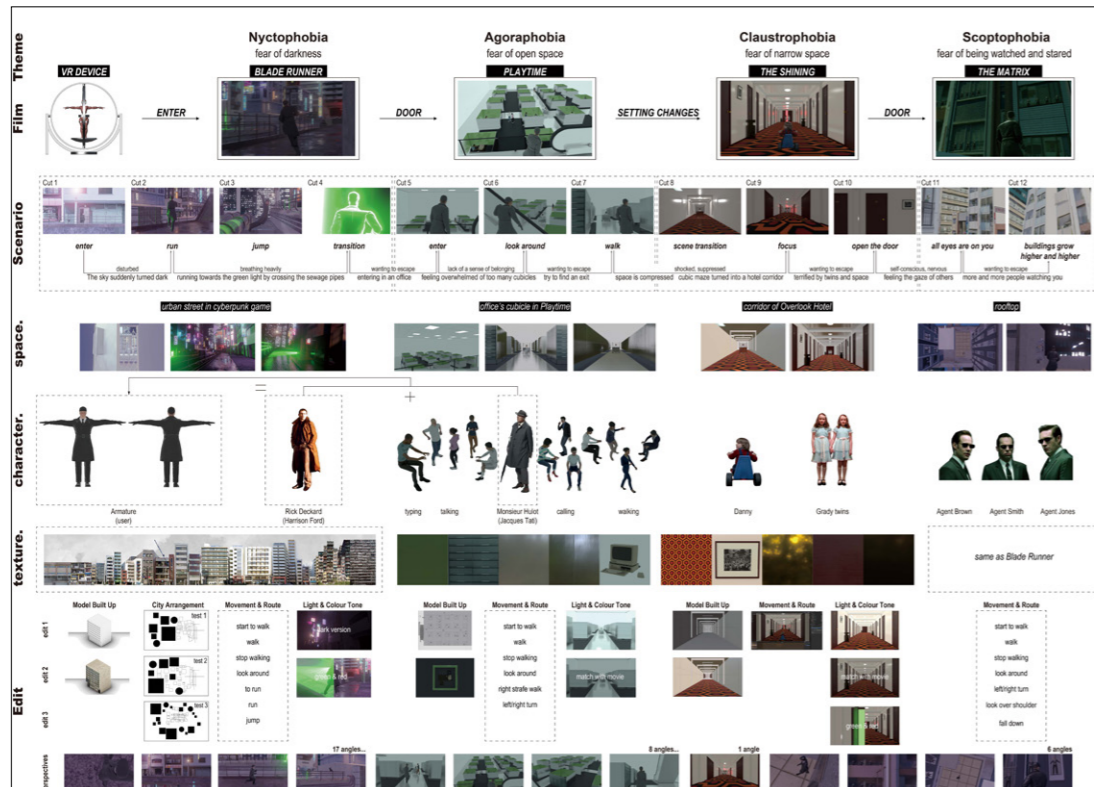 Theme
Nyctophobia
fear of darkness
Agoraphobia
fear of open space
Claustrophobia
fear of narrow space
Scoptophobia
fear of being watched and stared
Film
VR DEVICE
BLADE RUNNER
PLAYTIME
THE SHINING
THE MATRIX
ENTER
DOOR
SETTING CHANGES
DOOR
Scenario
Cut 1
Cut 2
Cut 3
Cut 4
Cut 5
Cut 6
Cut 7
Cut 8
Cut 9
Cut 10
Cut 11
Cut 12
enter
run
jump
transition
enter
look around
walk
scene transition
focus
open the door
all eyes are on you
buildings grow
higher and higher
disturbed
breathing heavily
wanting to escape
lack of a sense of belonging
wanting to escape
shocked, suppressed
wanting to escape
self-conscious, nervous
wanting to escape
The sky suddenly turned dark
running towards the green light by crossing the sewage pipes
entering in an office
feeling overwhelmed of too many cubicles
try to find an exit
space is compressed
cubic maze turned into a hotel corridor
terrified by twins and space
feeling the gaze of others
more and more people watching you
space.
urban street in cyberpunk game
office's cubicle in Playtime
corridor of Overlook Hotel
rooftop
character.
=
+
Armature
(user)
Rick Deckard
(Harrison Ford)
typing
talking
Monsieur Hulot
(Jacques Tati)
calling
walking
Danny
Grady twins
Agent Brown
Agent Smith
Agent Jones
texture.
same as Blade Runner
Edit
edit 1
edit 2
edit 3
Model Built Up
City Arrangement
test 1
test 2
test 3
Movement & Route
start to walk
walk
stop walking
look around
to run
run
jump
Light & Colour Tone
dark version
green & red
Model Built Up
Movement & Route
start to walk
walk
stop walking
look around
right strafe walk
left/right turn
Light & Colour Tone
match with movie
Model Built Up
Movement & Route
Light & Colour Tone
match with movie
green & red
Movement & Route
start to walk
walk
stop walking
look around
left/right turn
look over shoulder
fall down
17 angles...
8 angles...
1 angle
6 angles